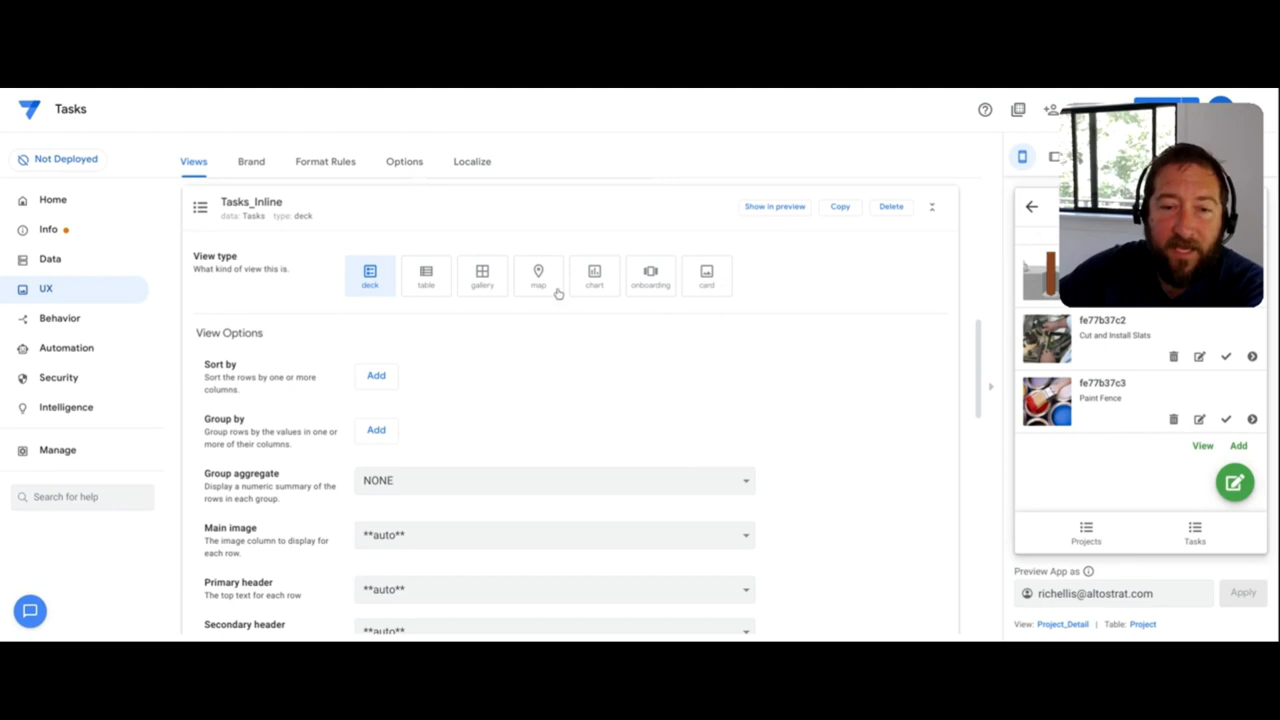 Tasks
Not Deployed
Home
Info
Data
UX
Behavior
Automation
Security
Intelligence
Manage
Search for help
Views
Brand
Format Rules
Options
Localize
Tasks_Inline
data: Tasks type: deck
Show in preview
Copy
Delete
View type
What kind of view this is.
deck
table
gallery
map
chart
onboarding
card
View Options
Sort by
Sort the rows by one or more
columns.
Add
Group by
Group rows by the values in one or
more of their columns.
Add
Group aggregate
Display a numeric summary of the
rows in each group.
NONE
Main image
The image column to display for
each row.
**auto**
Primary header
The top text for each row
**auto**
Secondary header
**auto**
fe77b37c2
Cut and Install Slats
fe77b37c3
Paint Fence
View Add
Projects
Tasks
Preview App as
richellis@altostrat.com
Apply
View: Project_Detail | Table: Project